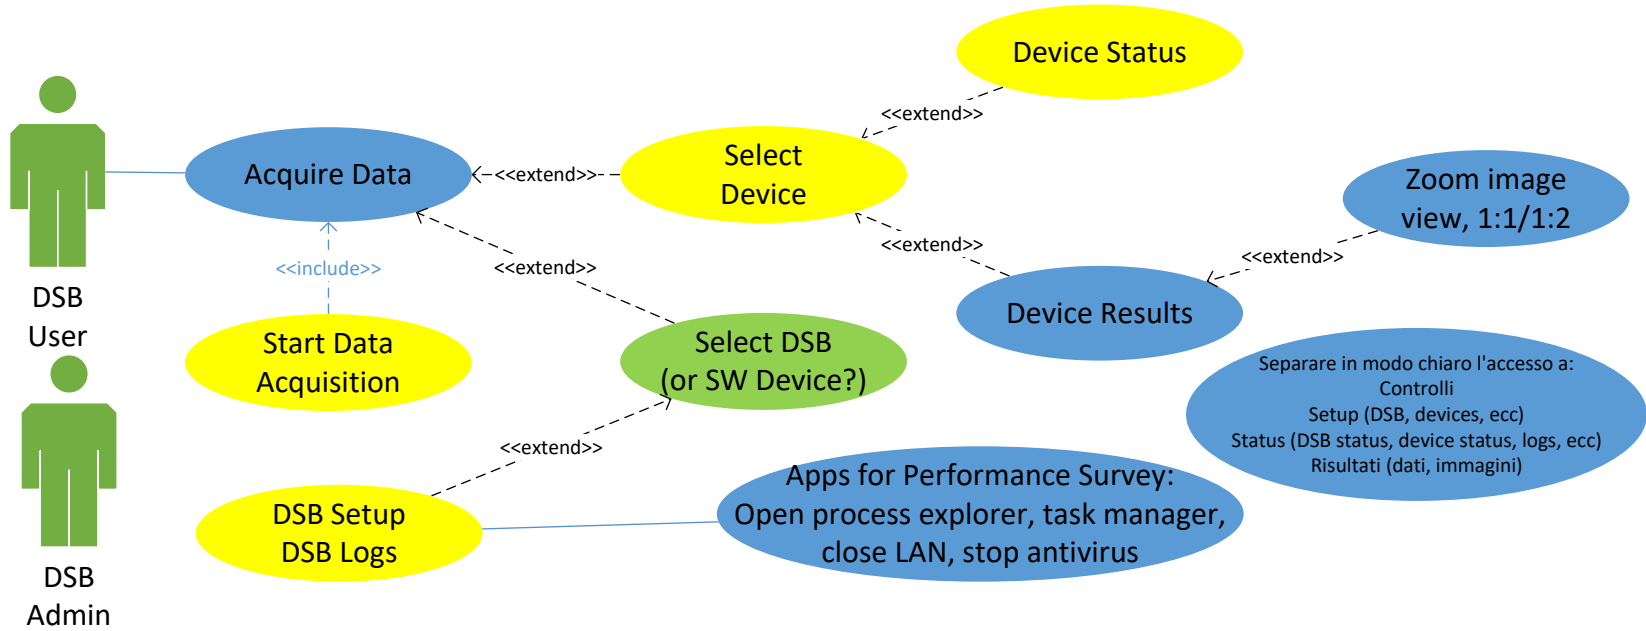 Device Status
<<extend>>
Acquire Data
<<extend>>
Select
Device
Zoom image
view, 1:1/1:2
<<extend>>
<<extend>>
<<include>>
<<extend>>
DSB
User
Device Results
Start Data
Acquisition
Select DSB
(or SW Device?)
Separare in modo chiaro l'accesso a:
Controlli
Setup (DSB, devices, ecc)
Status (DSB status, device status, logs, ecc)
Risultati (dati, immagini)
<<extend>>
Apps for Performance Survey:
Open process explorer, task manager,
close LAN, stop antivirus
DSB Setup
DSB Logs
DSB
Admin